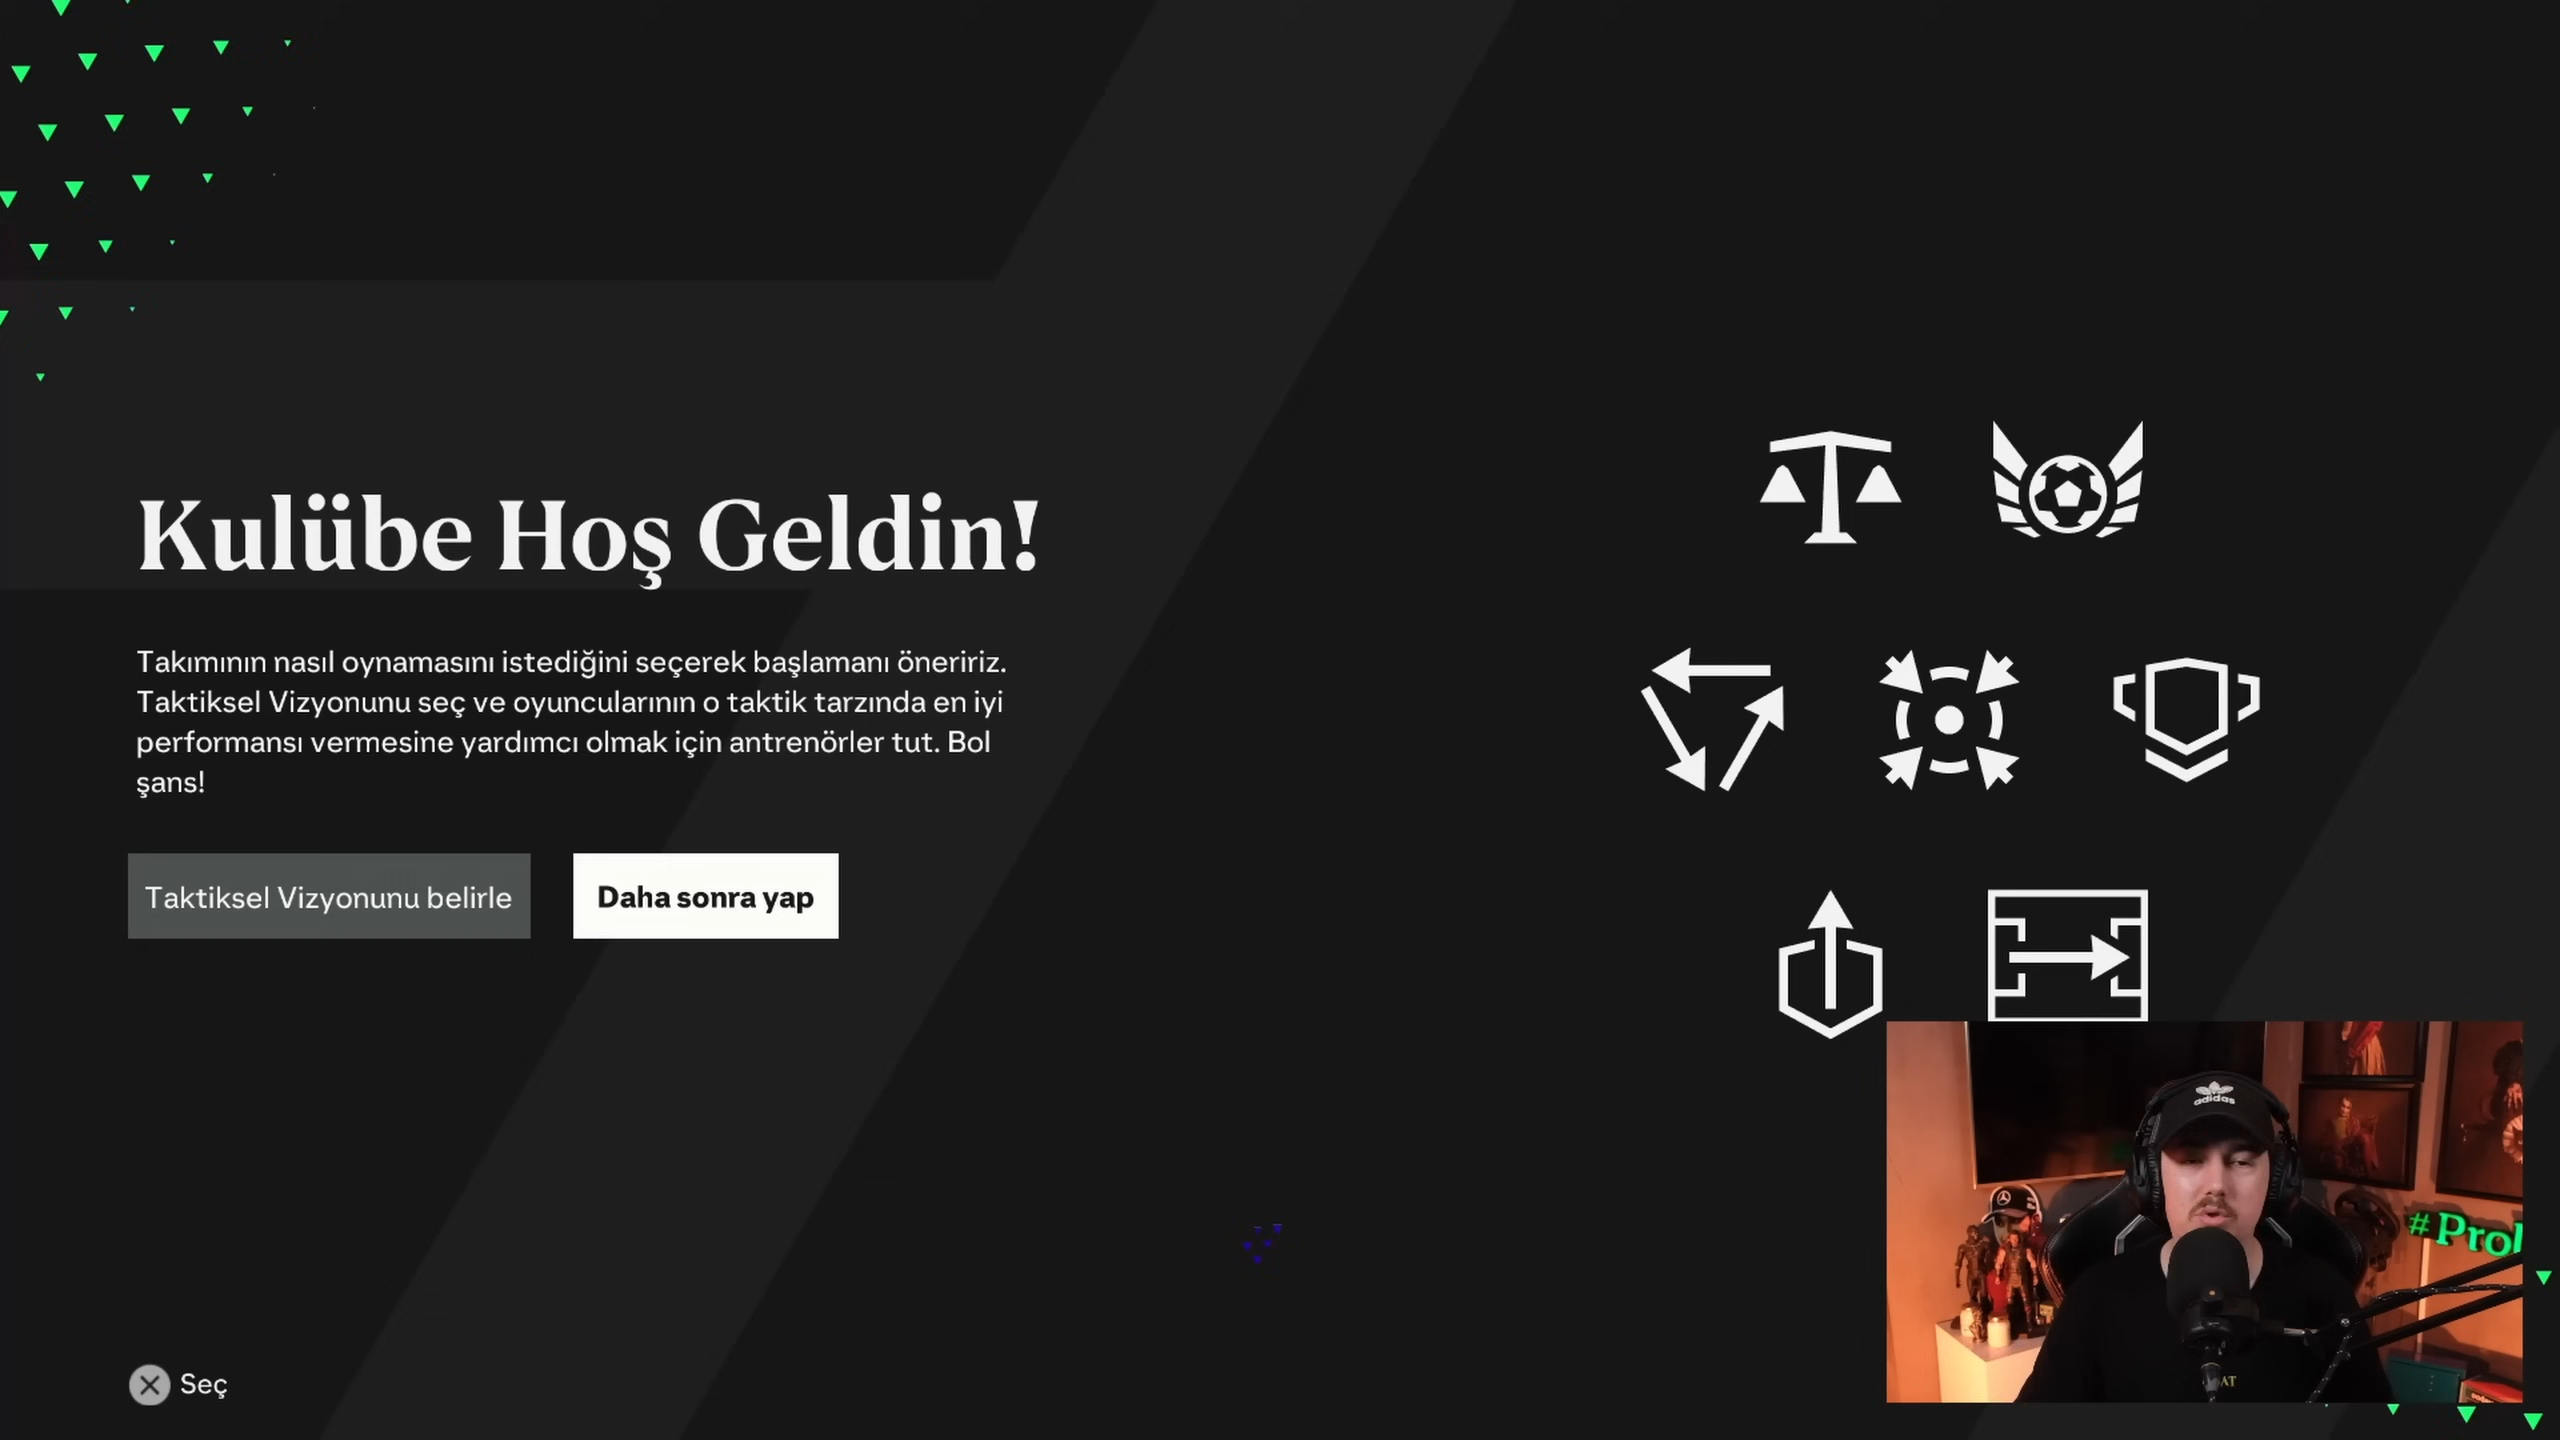 Kulübe Hoş Geldin!
Takımının nasıl oynamasını istediğini seçerek başlamanı öneririz.
Taktiksel Vizyonunu seç ve oyuncularının o taktik tarzında en iyi
performansı vermesine yardımcı olmak için antrenörler tut. Bol
şans!
Taktiksel Vizyonunu belirle
Daha sonra yap
adidas
Seç